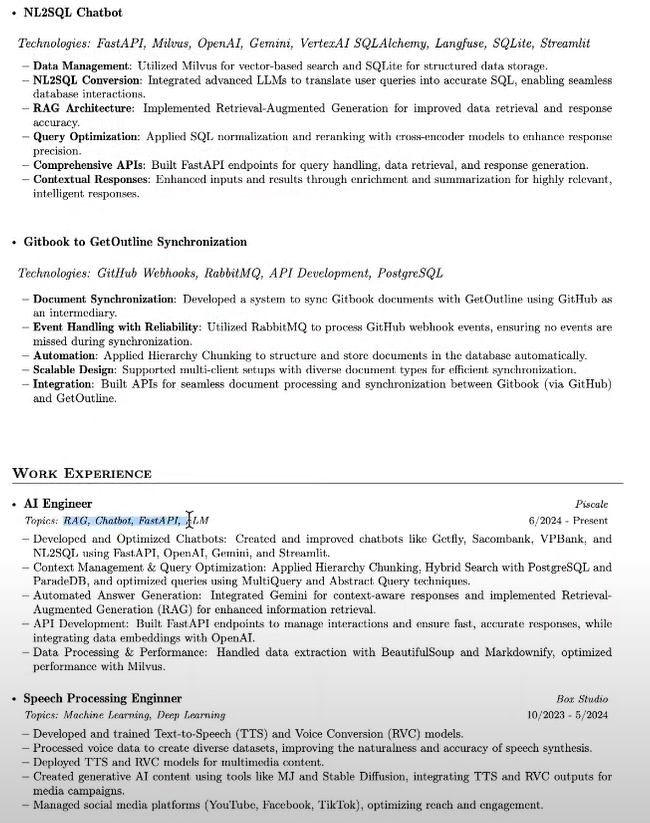 • NL2SQL Chatbot
Technologies: FastAPI, Milvus, OpenAI, Gemini, VertexAI SQLAlchemy, Langfuse, SQLite, Streamlit
– Data Management: Utilized Milvus for vector-based search and SQLite for structured data storage.
– NL2SQL Conversion: Integrated advanced LLMs to translate user queries into accurate SQL, enabling seamless
database interactions.
– RAG Architecture: Implemented Retrieval-Augmented Generation for improved data retrieval and response
accuracy.
– Query Optimization: Applied SQL normalization and reranking with cross-encoder models to enhance response
precision.
– Comprehensive APIs: Built FastAPI endpoints for query handling, data retrieval, and response generation.
– Contextual Responses: Enhanced inputs and results through enrichment and summarization for highly relevant,
intelligent responses.
• Gitbook to GetOutline Synchronization
Technologies: GitHub Webhooks, RabbitMQ, API Development, PostgreSQL
– Document Synchronization: Developed a system to sync Gitbook documents with GetOutline using GitHub as
an intermediary.
– Event Handling with Reliability: Utilized RabbitMQ to process GitHub webhook events, ensuring no events are
missed during synchronization.
– Automation: Applied Hierarchy Chunking to structure and store documents in the database automatically.
– Scalable Design: Supported multi-client setups with diverse document types for efficient synchronization.
– Integration: Built APIs for seamless document processing and synchronization between Gitbook (via GitHub)
and GetOutline.
Work Experience
• AI Engineer Piscale
Topics: RAG, Chatbot, FastAPI, LLM 6/2024 - Present
– Developed and Optimized Chatbots: Created and improved chatbots like Getfly, Sacombank, VPBank, and
NL2SQL using FastAPI, OpenAI, Gemini, and Streamlit.
– Context Management & Query Optimization: Applied Hierarchy Chunking, Hybrid Search with PostgreSQL and
ParadeDB, and optimized queries using MultiQuery and Abstract Query techniques.
– Automated Answer Generation: Integrated Gemini for context-aware responses and implemented Retrieval-
Augmented Generation (RAG) for enhanced information retrieval.
– API Development: Built FastAPI endpoints to manage interactions and ensure fast, accurate responses, while
integrating data embeddings with OpenAI.
– Data Processing & Performance: Handled data extraction with BeautifulSoup and Markdownify, optimized
performance with Milvus.
• Speech Processing Enginner Box Studio
Topics: Machine Learning, Deep Learning 10/2023 - 5/2024
– Developed and trained Text-to-Speech (TTS) and Voice Conversion (RVC) models.
– Processed voice data to create diverse datasets, improving the naturalness and accuracy of speech synthesis.
– Deployed TTS and RVC models for multimedia content.
– Created generative AI content using tools like MJ and Stable Diffusion, integrating TTS and RVC outputs for
media campaigns.
– Managed social media platforms (YouTube, Facebook, TikTok), optimizing reach and engagement.